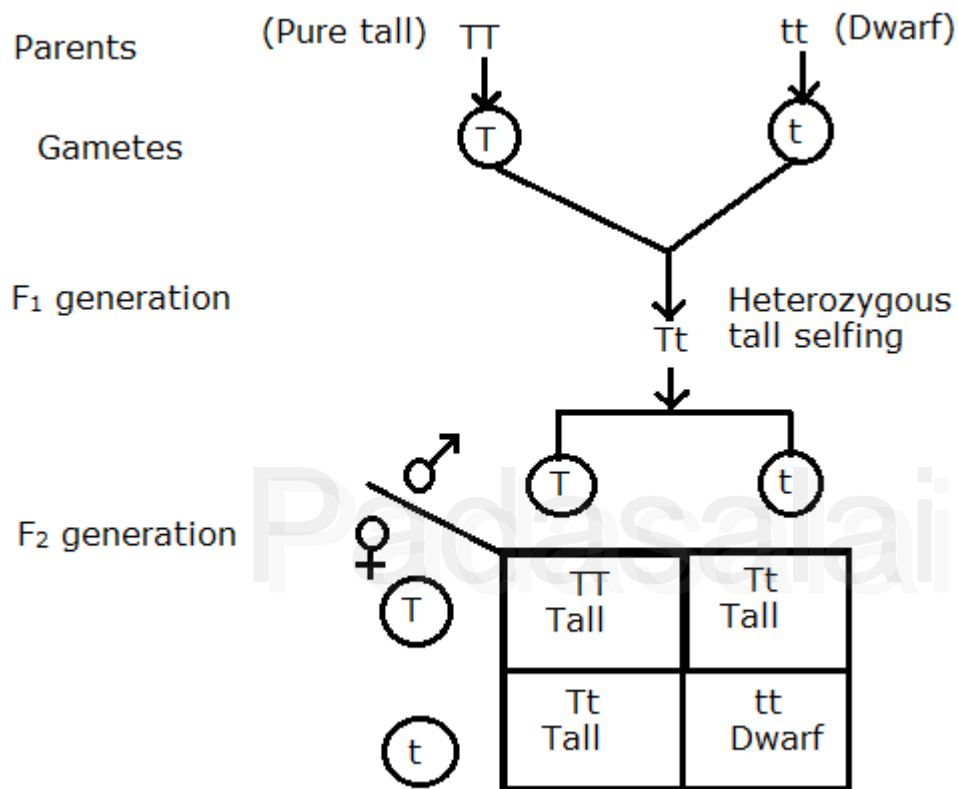 Parents (Pure tall) TT tt (Dwarf)
Gametes T t
F₁ generation Heterozygous
Tt tall selfing
T t
F₂ generation
Padasalai
T TT Tt
Tall Tall
t Tt tt
Tall Dwarf